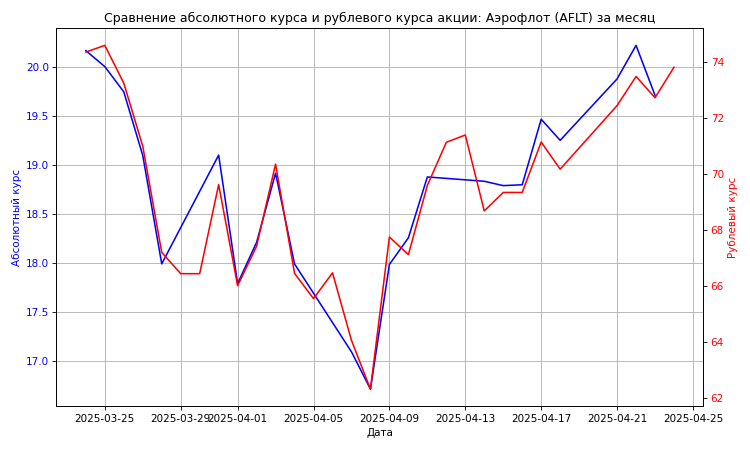 Сравнение абсолютного курса и рублевого курса акции: Аэрофлот (AFLT) за месяц
20.0
19.5
19.0
18.5
18.0
17.5
17.0
Абсолютный курс
74
72
70
68
66
64
62
Рублевый курс
2025-03-25 2025-03-29 2025-04-01 2025-04-05 2025-04-09 2025-04-13 2025-04-17 2025-04-21 2025-04-25
Дата